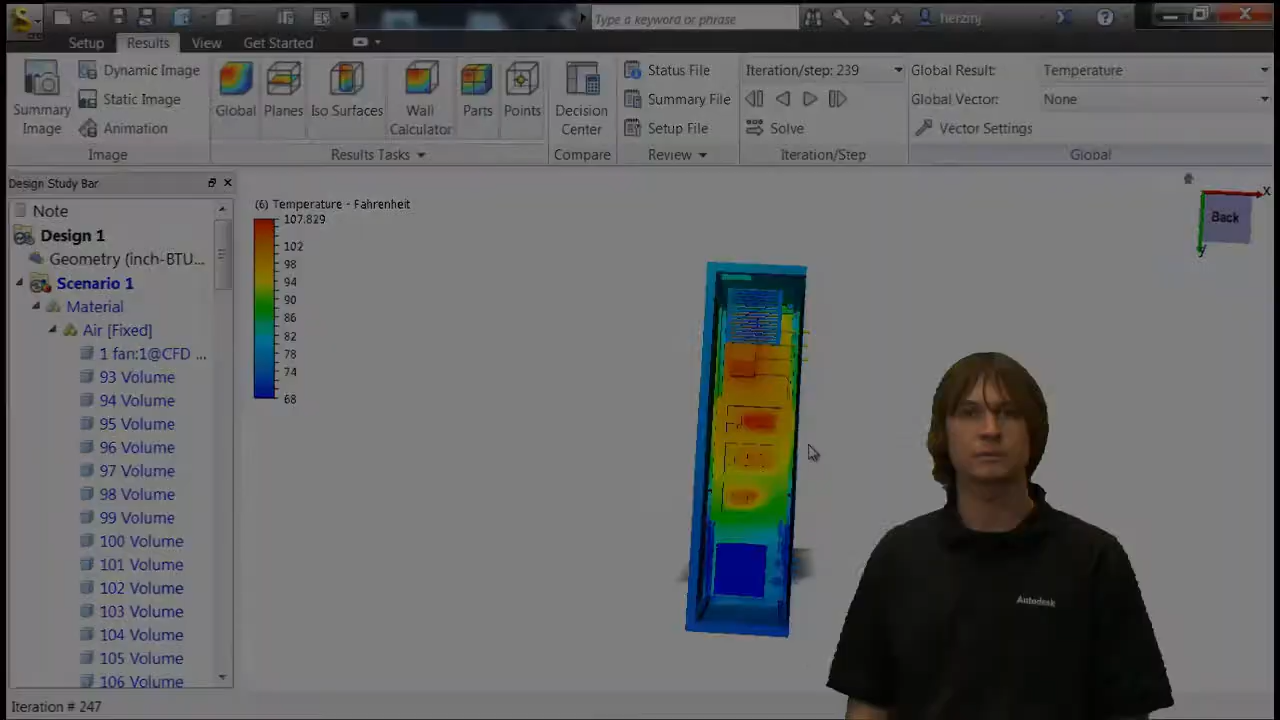 Type a keyword or phrase
herzing
CFD
Setup
Results
View
Get Started
Summary Image
Dynamic Image
Static Image
Animation
Image
Global
Planes
Iso Surfaces
Wall Calculator
Parts
Points
Results Tasks
Decision Center
Compare
Status File
Summary File
Setup File
Review
Iteration/step: 239
Solve
Iteration/Step
Global Result: Temperature
Global Vector: None
Vector Settings
Global
Design Study Bar
Note
Design 1
Geometry (inch-BTU...
Scenario 1
Material
Air [Fixed]
1 fan:1@CFD ...
93 Volume
94 Volume
95 Volume
96 Volume
97 Volume
98 Volume
99 Volume
100 Volume
101 Volume
102 Volume
103 Volume
104 Volume
105 Volume
106 Volume
(6) Temperature - Fahrenheit
107.829
102
98
94
90
86
82
78
74
68
x
Back
y
Autodesk
Iteration # 247